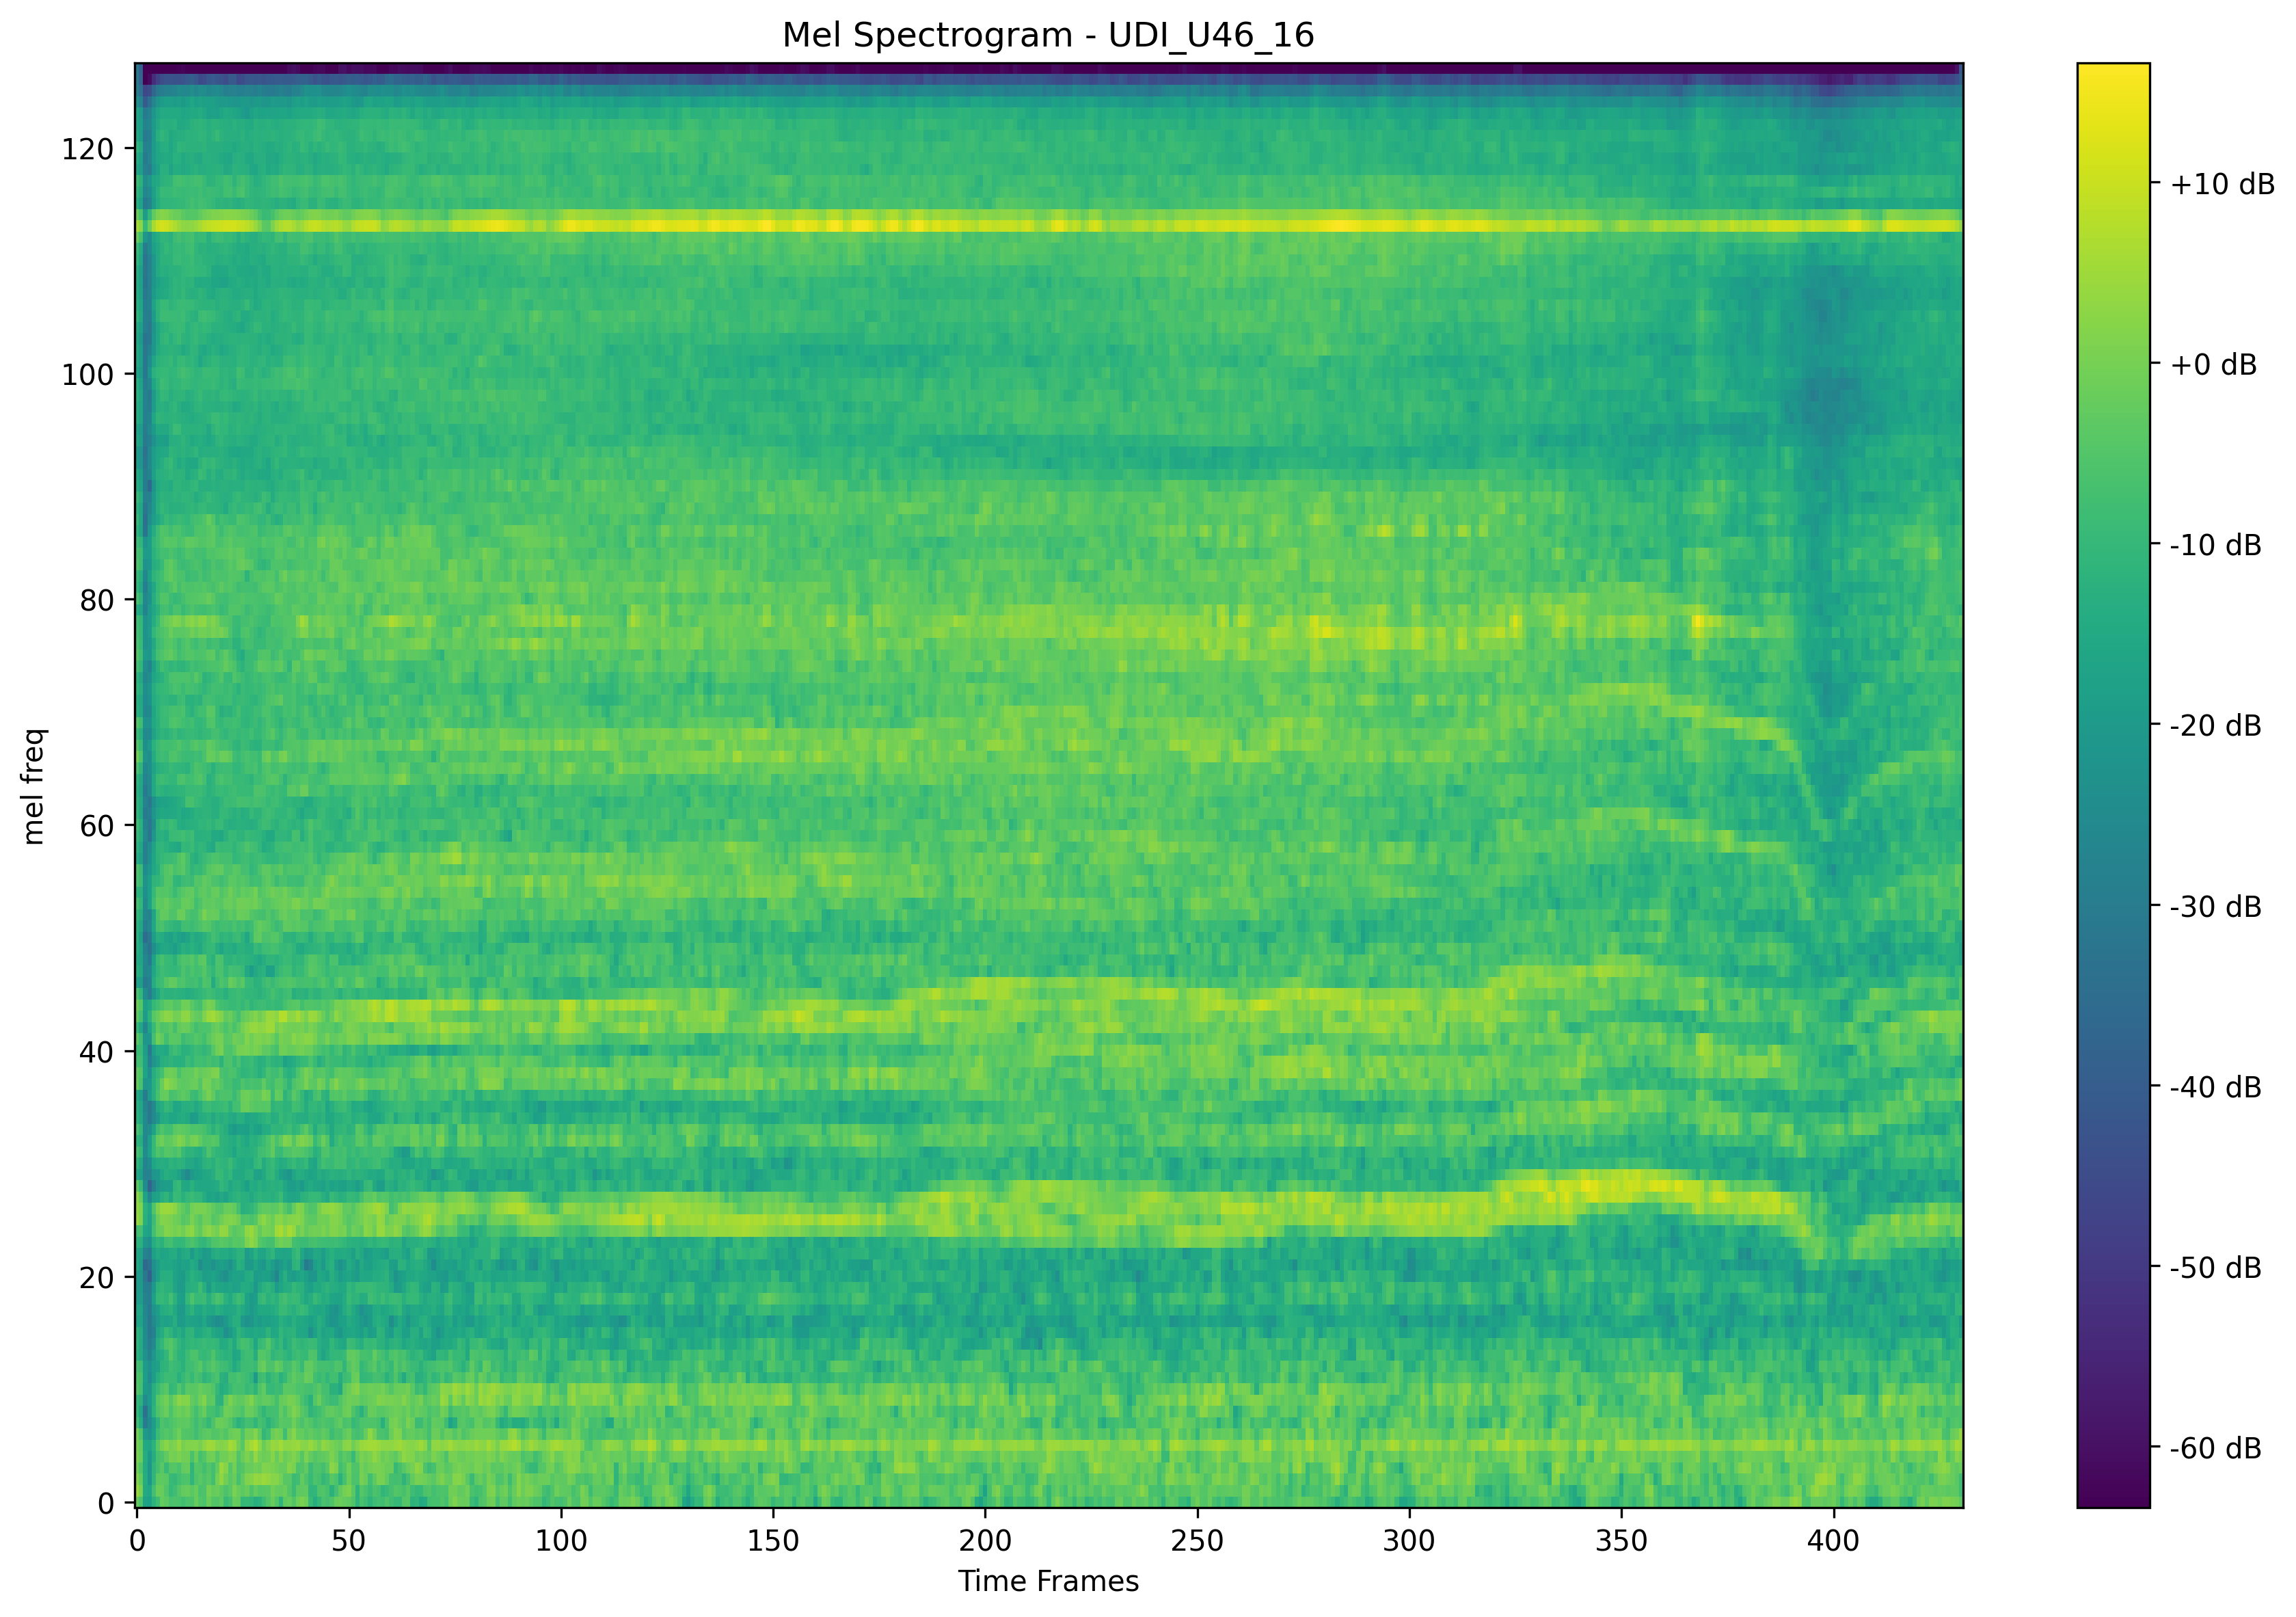 Mel Spectrogram - UDI_U46_16
mel freq
120
100
80
60
40
20
0
0 50 100 150 200 250 300 350 400
Time Frames
+10 dB
+0 dB
-10 dB
-20 dB
-30 dB
-40 dB
-50 dB
-60 dB